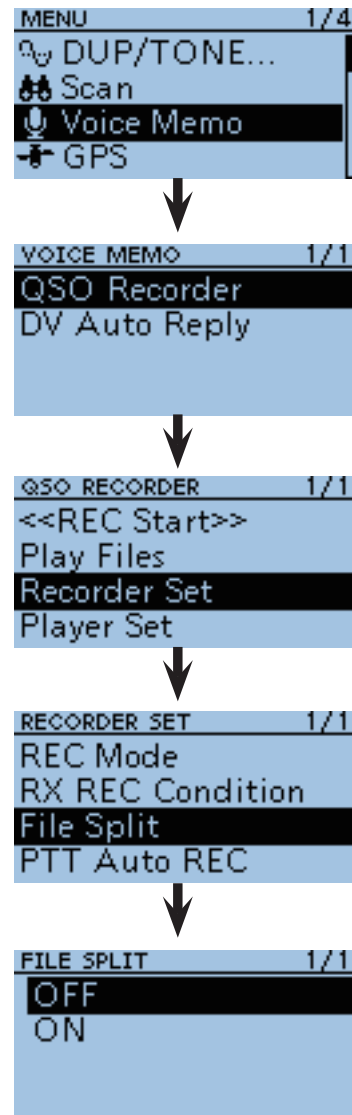 MENU 1/4
DUP/TONE...
Scan
Voice Memo
GPS
VOICE MEMO 1/1
QSO Recorder
DV Auto Reply
QSO RECORDER 1/1
<<REC Start>>
Play Files
Recorder Set
Player Set
RECORDER SET 1/1
REC Mode
RX REC Condition
File Split
PTT Auto REC
FILE SPLIT 1/1
OFF
ON